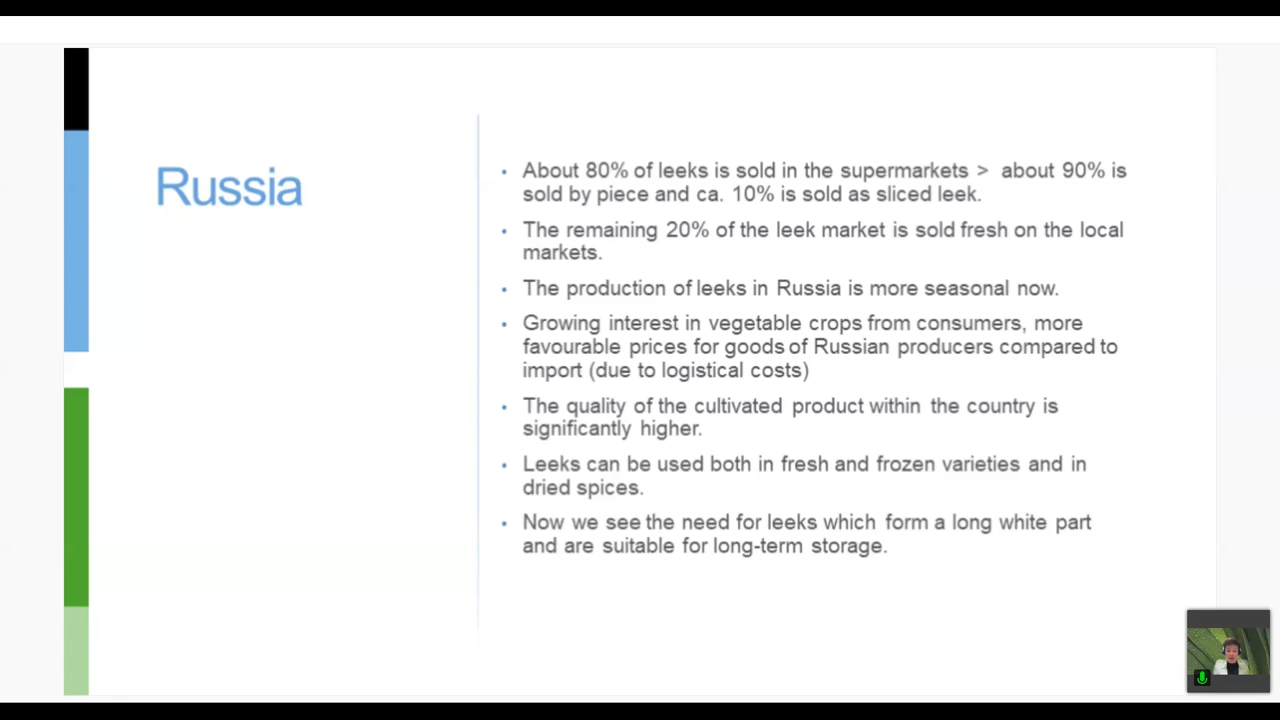 Russia
• About 80% of leeks is sold in the supermarkets > about 90% is
sold by piece and ca. 10% is sold as sliced leek.
• The remaining 20% of the leek market is sold fresh on the local
markets.
• The production of leeks in Russia is more seasonal now.
• Growing interest in vegetable crops from consumers, more
favourable prices for goods of Russian producers compared to
import (due to logistical costs)
• The quality of the cultivated product within the country is
significantly higher.
• Leeks can be used both in fresh and frozen varieties and in
dried spices.
• Now we see the need for leeks which form a long white part
and are suitable for long-term storage.